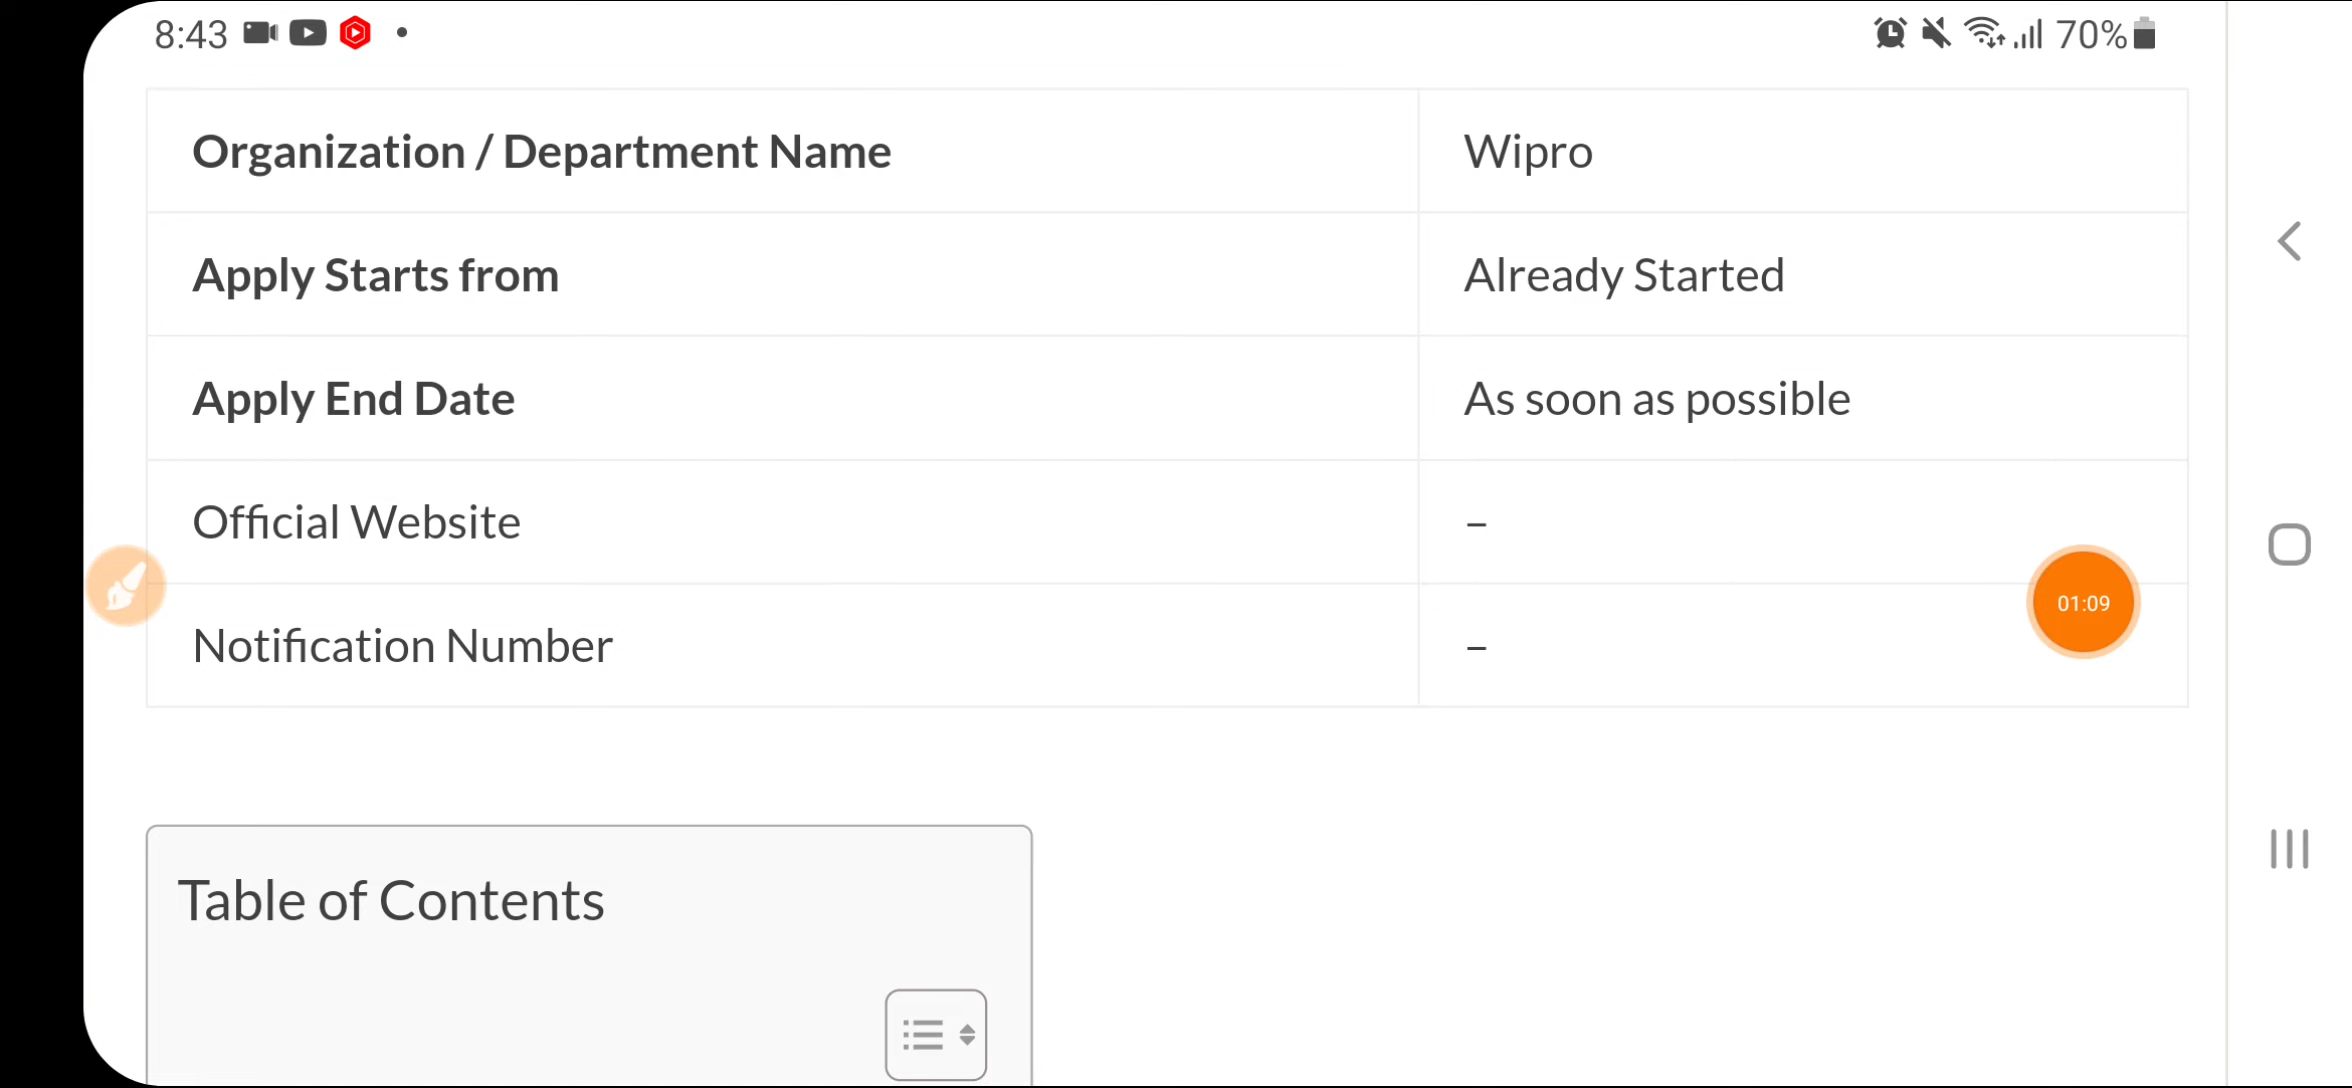 8:43
70%
Organization / Department Name Wipro
Apply Starts from Already Started
Apply End Date As soon as possible
Official Website –
Notification Number –
01:09
Table of Contents